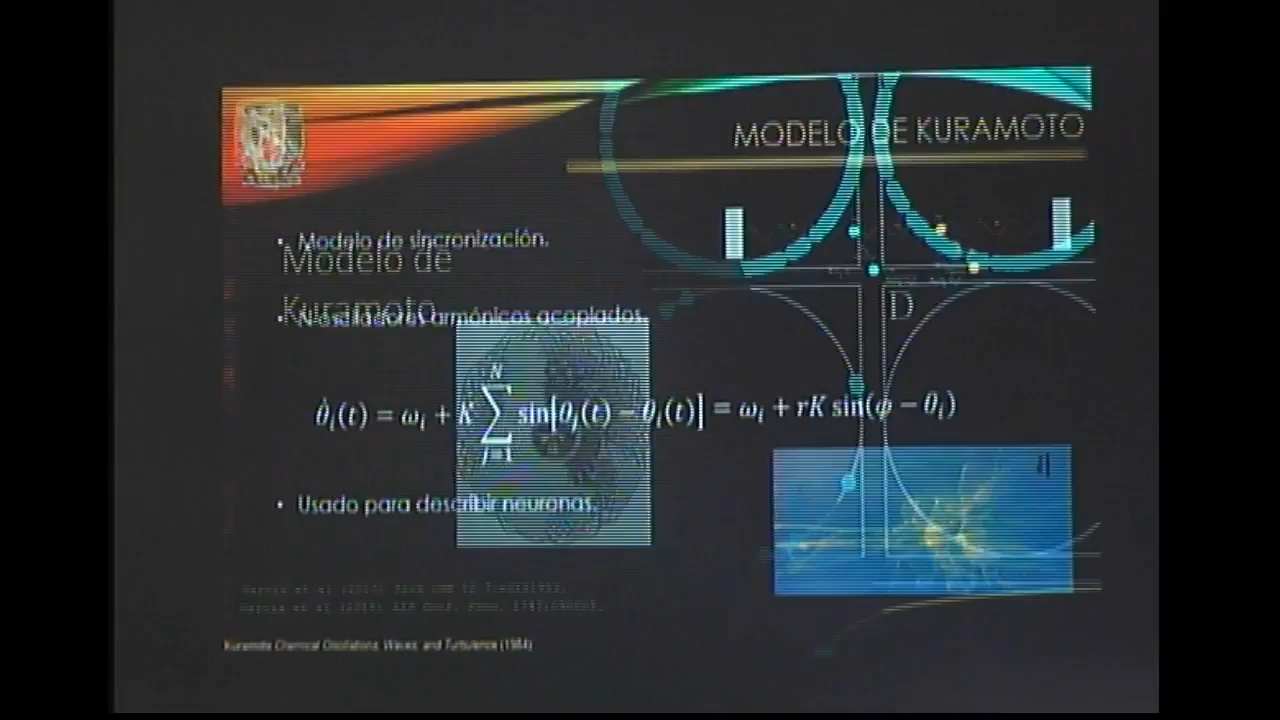 MODELO DE KURAMOTO
• Modelo de sincronización.
Modelo de
Kuramoto
• N osciladores armónicos acoplados.
D
θ̇ᵢ(t) = ωᵢ + K ∑ⱼ₌₁ᴺ sin[θⱼ(t) − θᵢ(t)] = ωᵢ + rK sin(φ − θᵢ)
• Usado para describir neuronas.
Kuramoto Chemical Oscillations, Waves, and Turbulence (1984)